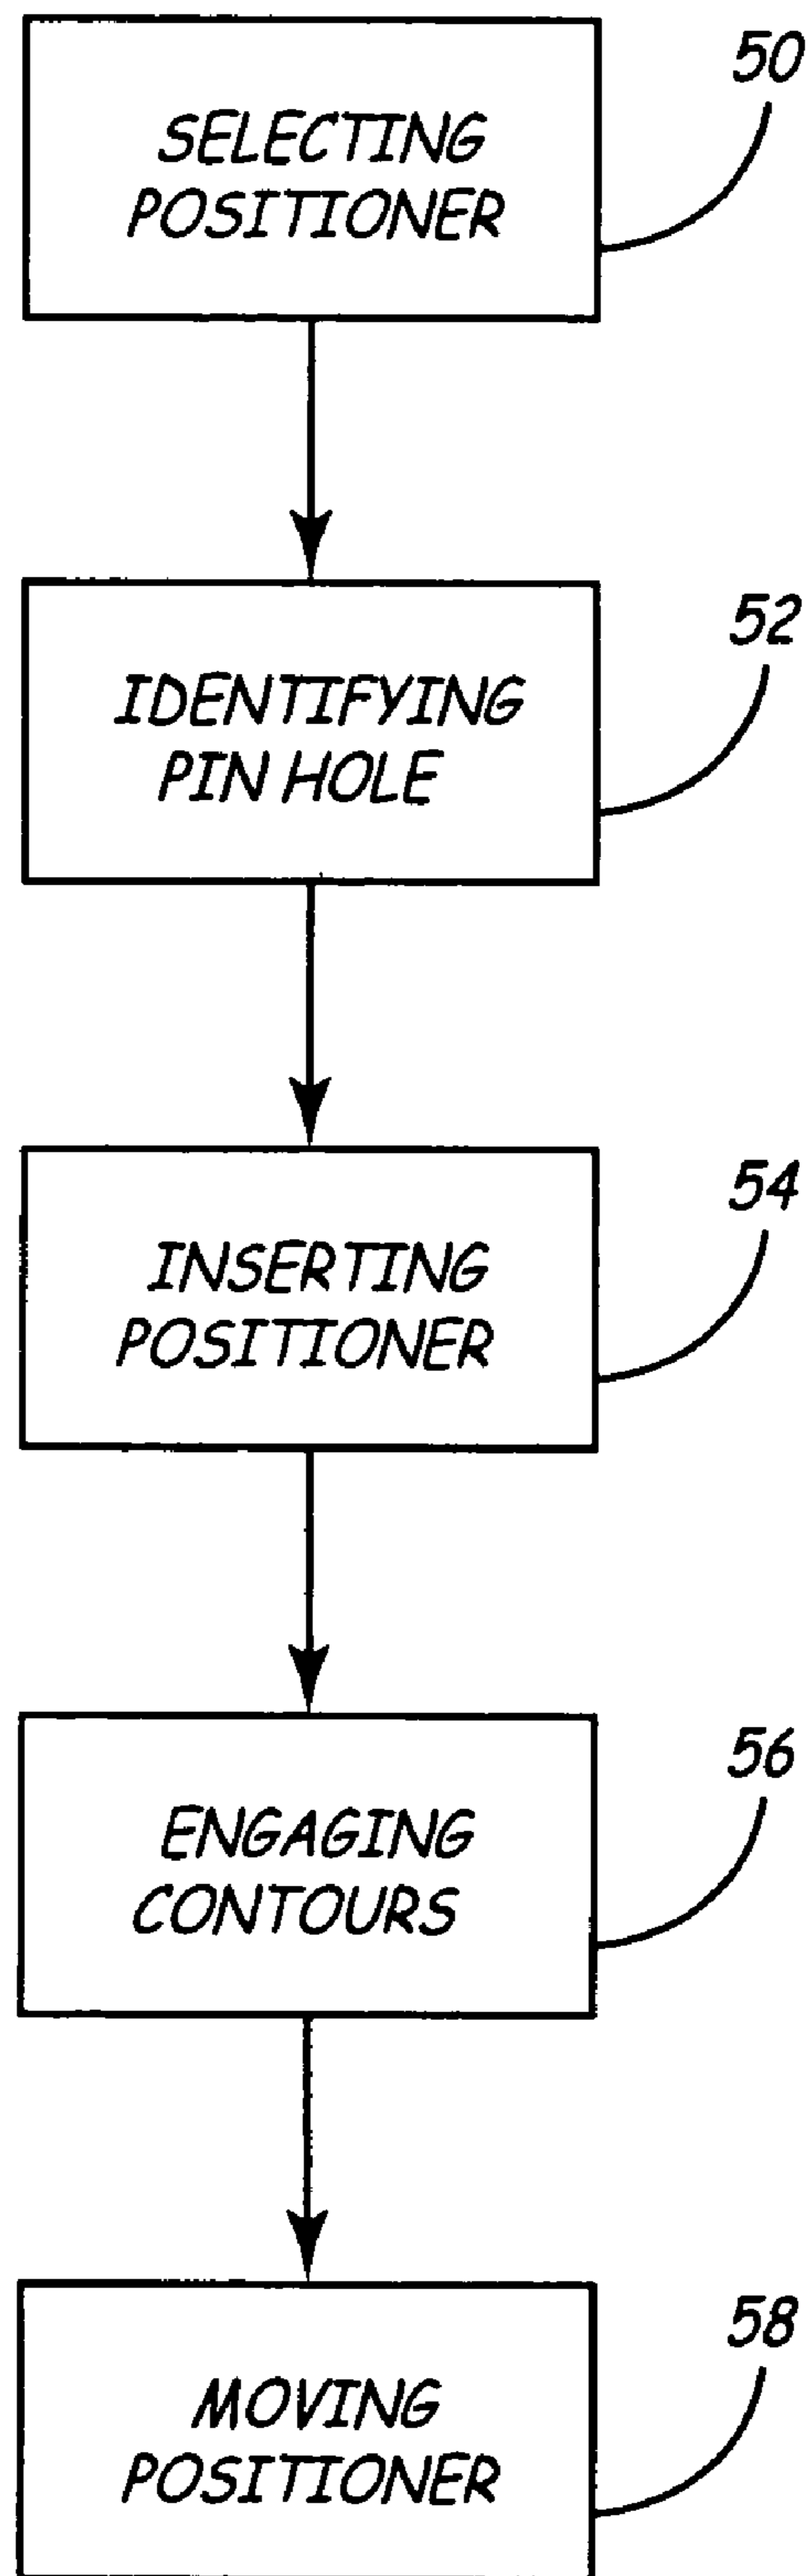 SELECTING
POSITIONER
50
IDENTIFYING
PIN HOLE
52
INSERTING
POSITIONER
54
ENGAGING
CONTOURS
56
MOVING
POSITIONER
58